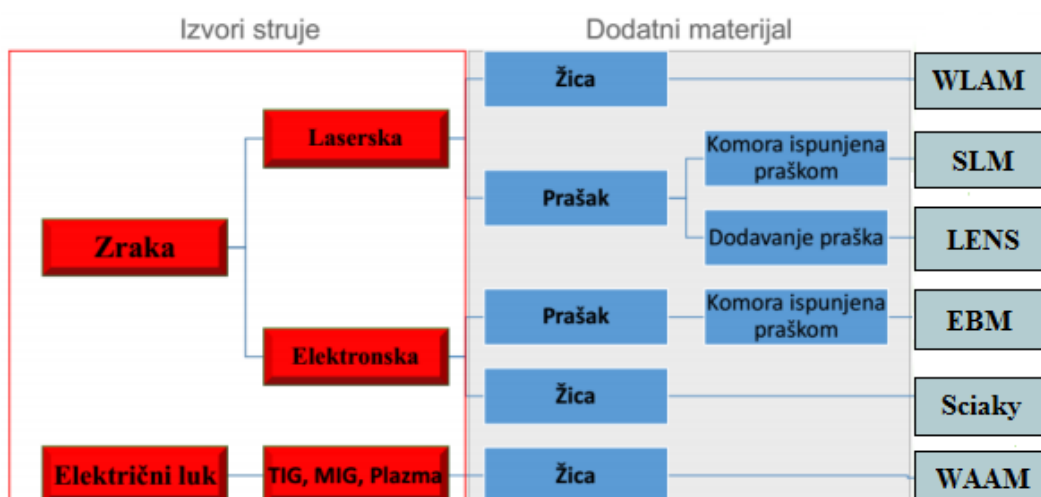 Izvori struje
Dodatni materijal
Žica
WLAM
Laserska
Komora ispunjena
praškom
SLM
Prašak
Zraka
Dodavanje praška
LENS
Prašak
Komora ispunjena
praškom
EBM
Elektronska
Žica
Sciaky
Električni luk
TIG, MIG, Plazma
Žica
WAAM